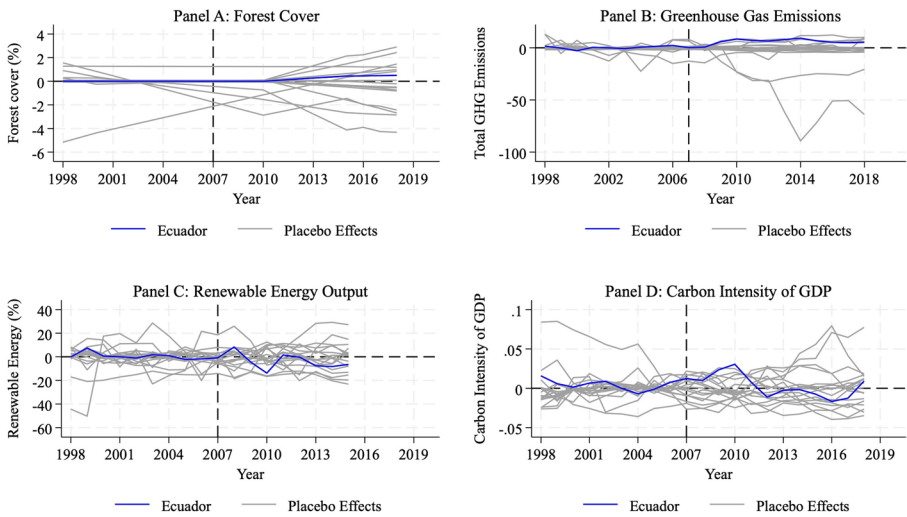 Panel A: Forest Cover
Forest cover (%)
4
2
0
-2
-4
-6
1998 2001 2004 2007 2010 2013 2016 2019
Year
Ecuador Placebo Effects
Panel B: Greenhouse Gas Emissions
Total GHG Emissions
0
-50
-100
1998 2002 2006 2010 2014 2018
Year
Ecuador Placebo Effects
Panel C: Renewable Energy Output
Renewable Energy (%)
40
20
0
-20
-40
-60
1998 2001 2004 2007 2010 2013 2016 2019
Year
Ecuador Placebo Effects
Panel D: Carbon Intensity of GDP
Carbon Intensity of GDP
.1
.05
0
-.05
1998 2001 2004 2007 2010 2013 2016 2019
Year
Ecuador Placebo Effects